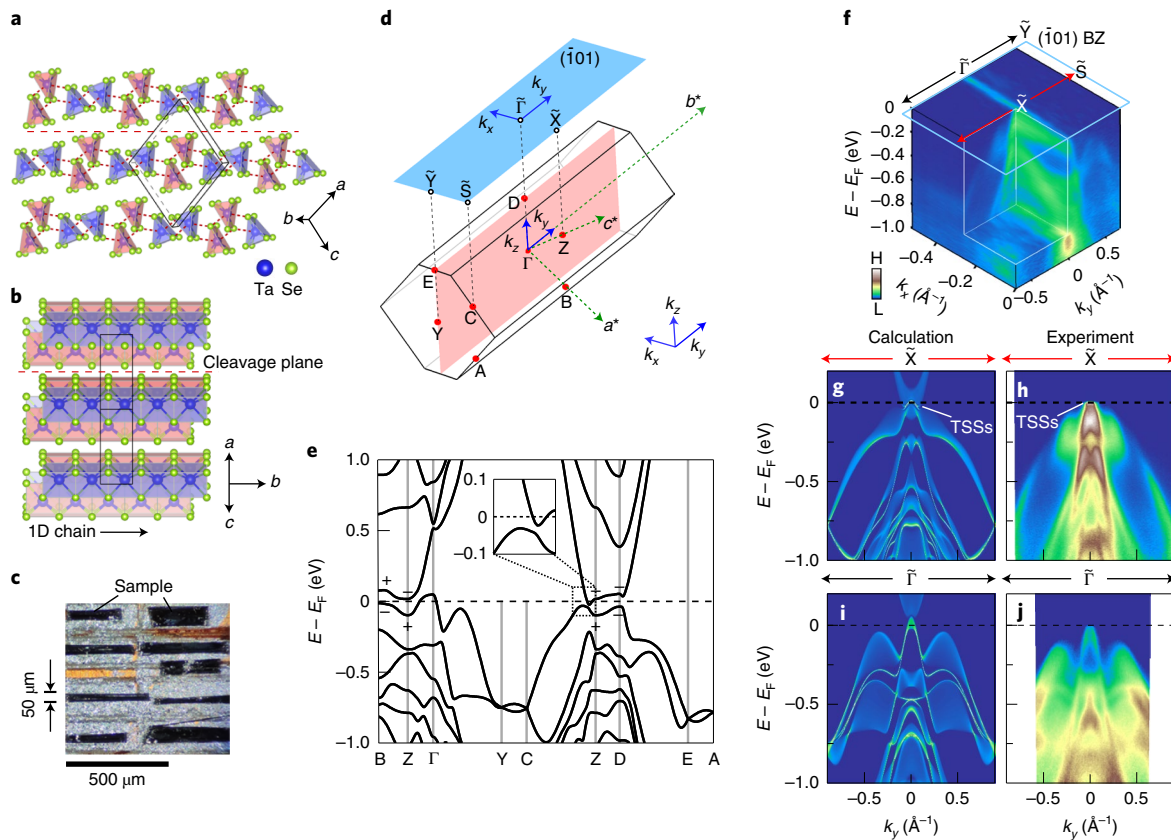 a
a
b
c
Ta Se
b
Cleavage plane
a
b
c
1D chain
c
Sample
50 μm
500 μm
d
(1̄01)
k_y
Γ̃
k_x
X̃
b*
Ỹ
S̃
D
k_y
c*
k_z
Z
Γ
E
B
Y
C
a*
k_z
k_x
k_y
A
e
1.0
0.5
0
−0.5
−1.0
E − E_F (eV)
0.1
0
−0.1
+
−
−
+
−
−
+
−
B Z Γ Y C Z D E A
f
Ỹ
(1̄01) BZ
Γ̃
S̃
X̃
0
−0.2
−0.4
−0.6
−0.8
−1.0
E − E_F (eV)
H
L
−0.4
−0.2
0
k_x (Å⁻¹)
−0.5
0
0.5
k_y (Å⁻¹)
Calculation
Experiment
X̃
X̃
g
h
TSSs
TSSs
0
−0.5
−1.0
E − E_F (eV)
Γ̃
Γ̃
i
j
0
−0.5
−1.0
E − E_F (eV)
−0.5 0 0.5
−0.5 0 0.5
k_y (Å⁻¹)
k_y (Å⁻¹)